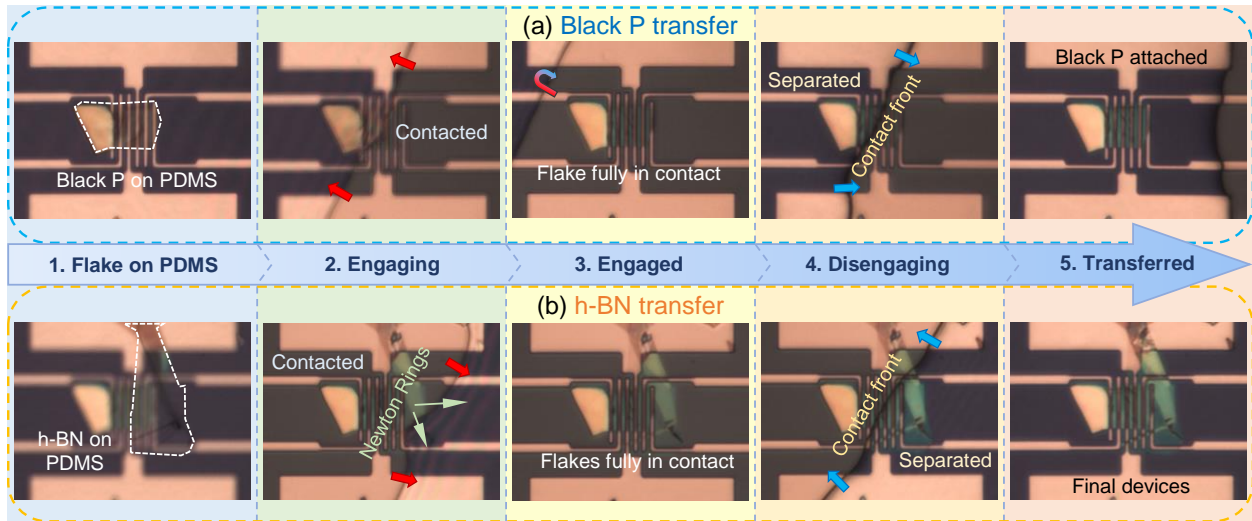 (a) Black P transfer
Black P on PDMS
Contacted
Flake fully in contact
Separated
Contact front
Black P attached
1. Flake on PDMS
2. Engaging
3. Engaged
4. Disengaging
5. Transferred
(b) h-BN transfer
h-BN on
PDMS
Contacted
Newton Rings
Flakes fully in contact
Contact front
Separated
Final devices